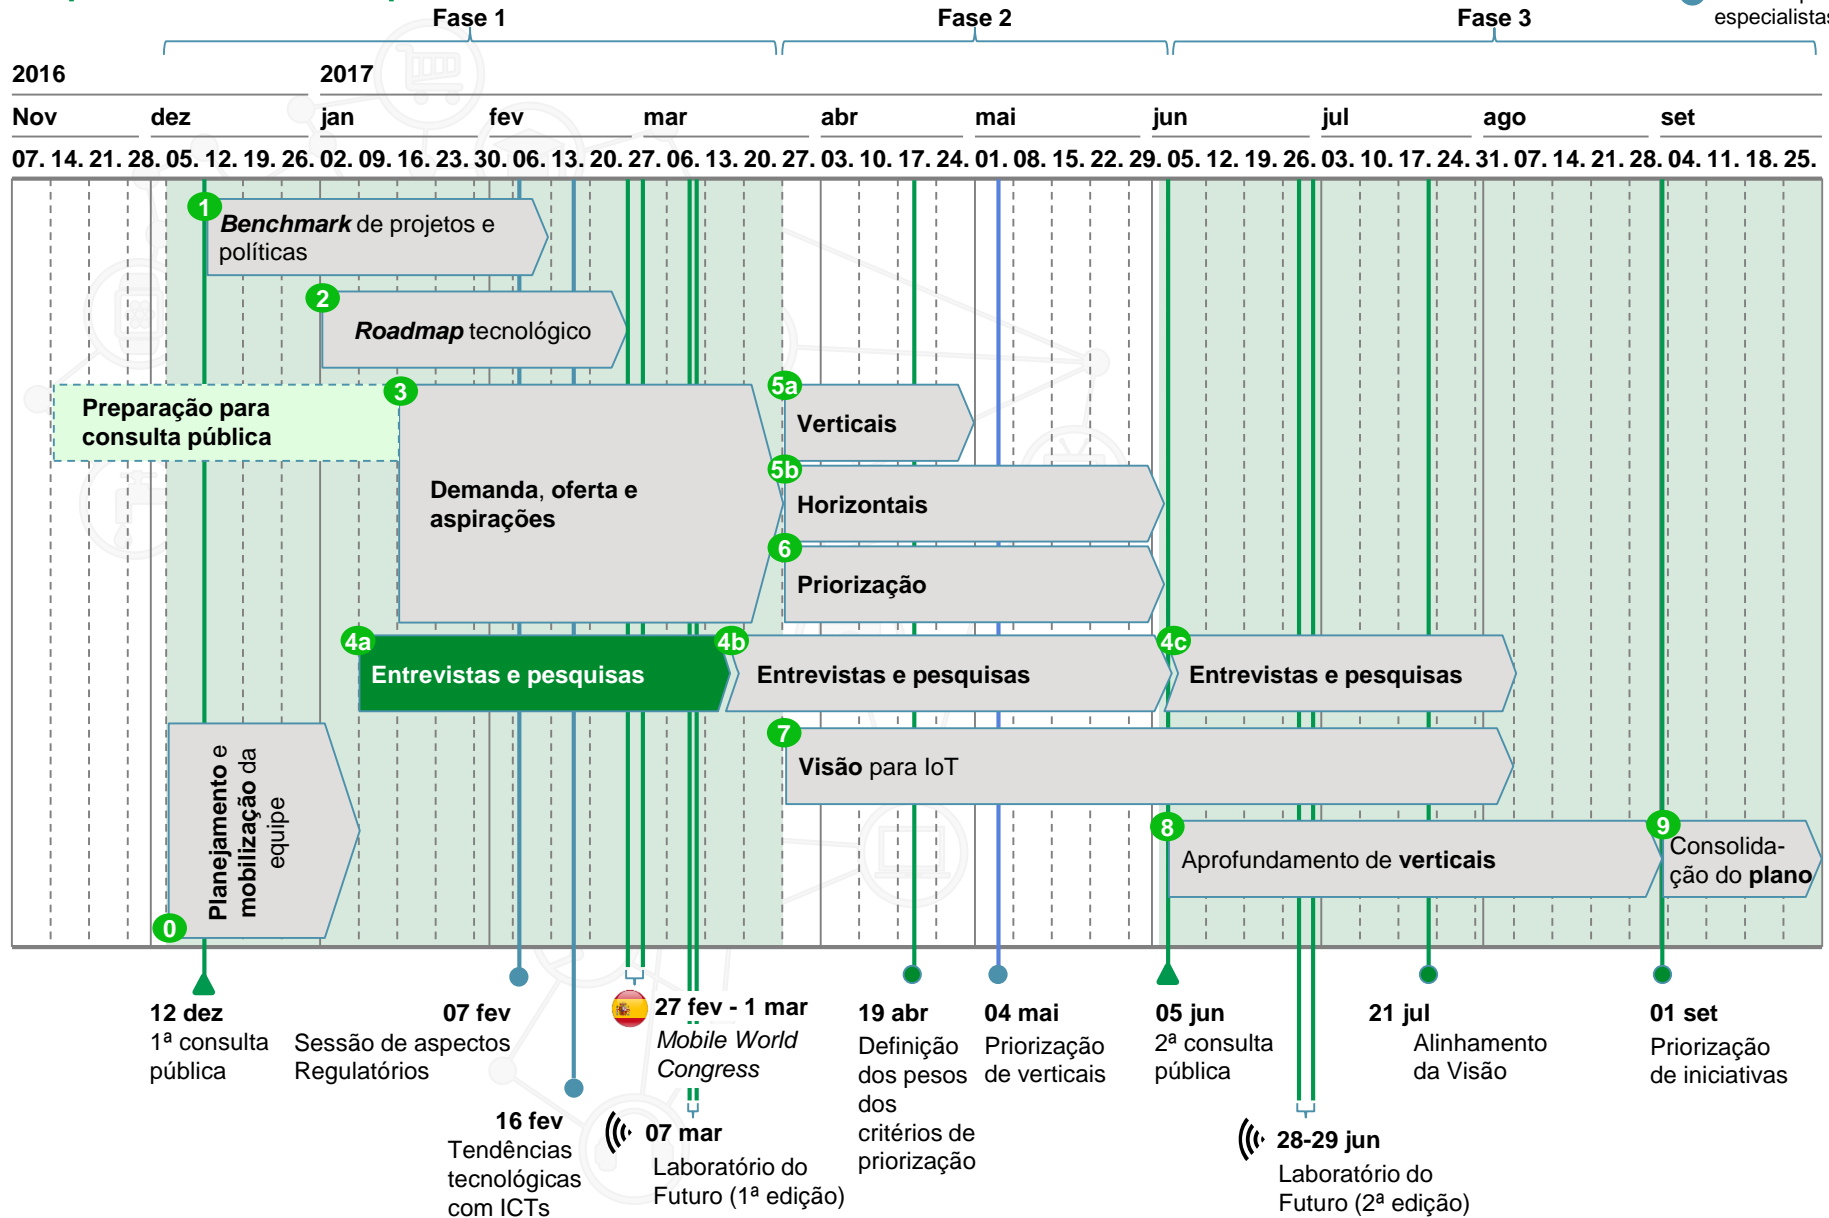 Fase 1
Fase 2
Fase 3
especialistas
2016
2017
Nov
dez
jan
fev
mar
abr
mai
jun
jul
ago
set
07. 14. 21. 28. 05. 12. 19. 26. 02. 09. 16. 23. 30. 06. 13. 20. 27. 06. 13. 20. 27. 03. 10. 17. 24. 01. 08. 15. 22. 29. 05. 12. 19. 26. 03. 10. 17. 24. 31. 07. 14. 21. 28. 04. 11. 18. 25.
1
Benchmark de projetos e
políticas
2
Roadmap tecnológico
Preparação para
consulta pública
3
Demanda, oferta e
aspirações
5a
Verticais
5b
Horizontais
6
Priorização
4a
Entrevistas e pesquisas
4b
Entrevistas e pesquisas
4c
Entrevistas e pesquisas
0
Planejamento e
mobilização da
equipe
7
Visão para IoT
8
Aprofundamento de verticais
9
Consolida-
ção do plano
12 dez
1ª consulta
pública
07 fev
Sessão de aspectos
Regulatórios
16 fev
Tendências
tecnológicas
com ICTs
27 fev - 1 mar
Mobile World
Congress
07 mar
Laboratório do
Futuro (1ª edição)
19 abr
Definição
dos pesos
dos
critérios de
priorização
04 mai
Priorização
de verticais
05 jun
2ª consulta
pública
28-29 jun
Laboratório do
Futuro (2ª edição)
21 jul
Alinhamento
da Visão
01 set
Priorização
de iniciativas